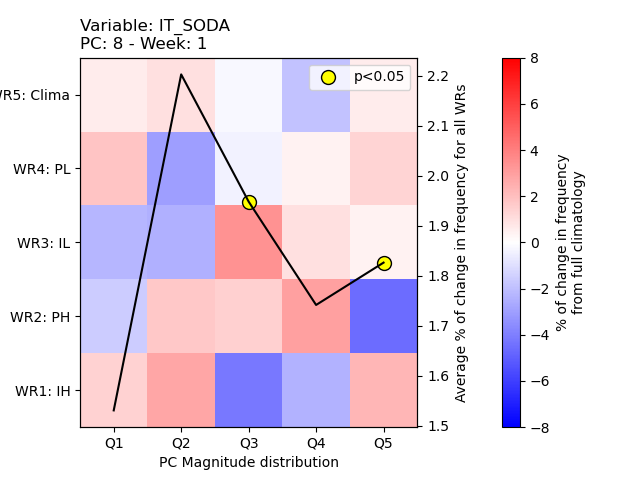 Variable: IT_SODA
PC: 8 - Week: 1
p<0.05
WR5: Clima
WR4: PL
WR3: IL
WR2: PH
WR1: IH
Q1 Q2 Q3 Q4 Q5
PC Magnitude distribution
2.2
2.1
2.0
1.9
1.8
1.7
1.6
1.5
Average % of change in frequency for all WRs
8
6
4
2
0
−2
−4
−6
−8
% of change in frequency
from full climatology